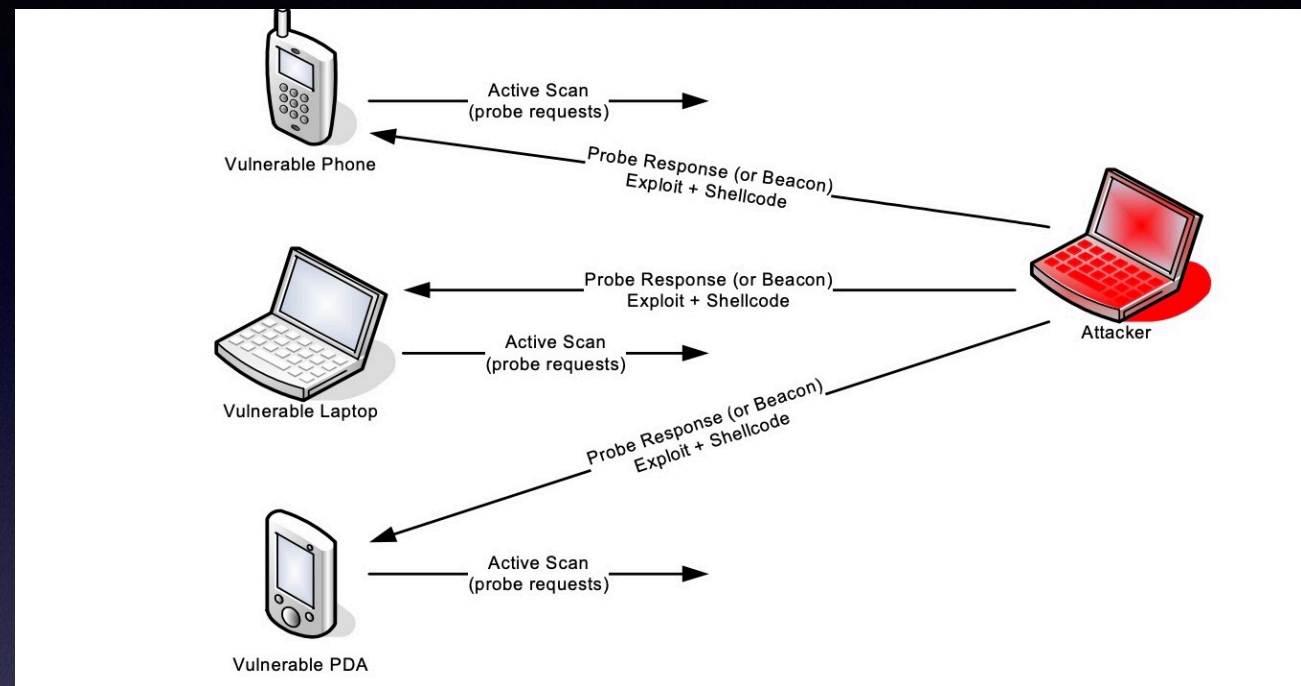 Active Scan
(probe requests)
Vulnerable Phone
Probe Response (or Beacon)
Exploit + Shellcode
Probe Response (or Beacon)
Exploit + Shellcode
Attacker
Active Scan
(probe requests)
Vulnerable Laptop
Probe Response (or Beacon)
Exploit + Shellcode
Active Scan
(probe requests)
Vulnerable PDA